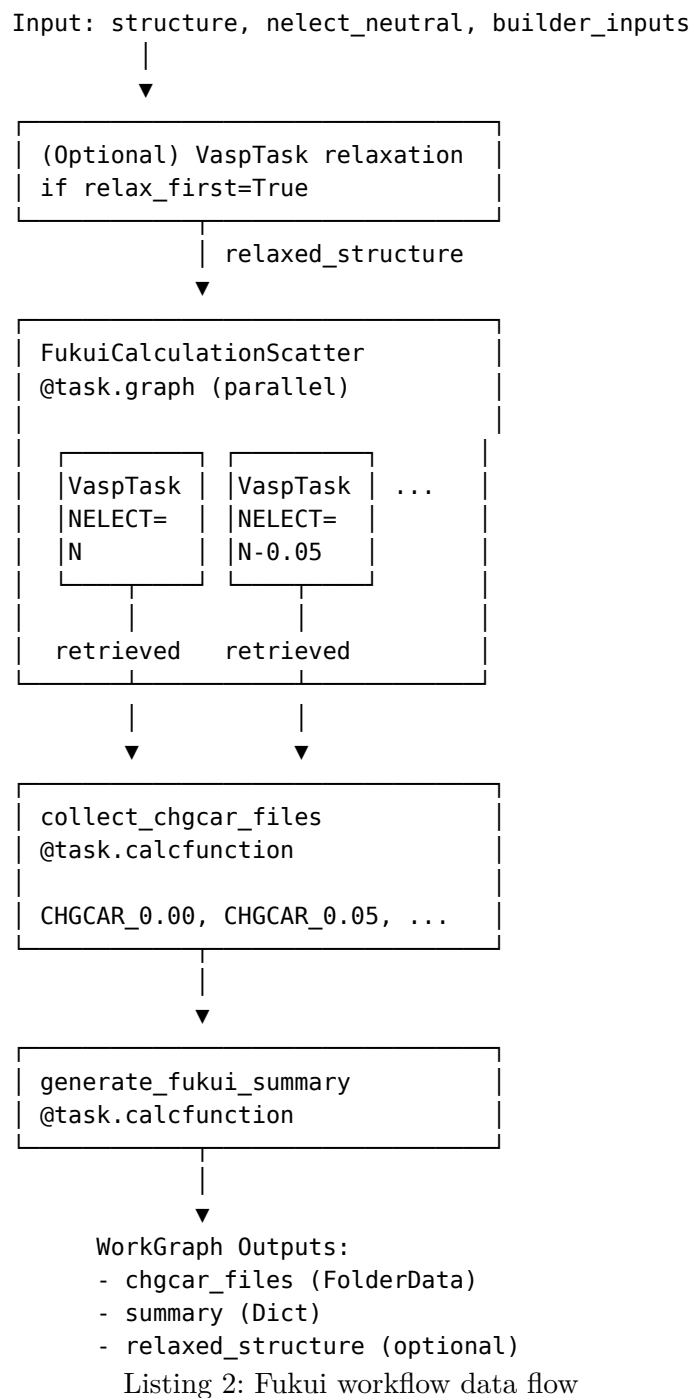 Input: structure, nelect_neutral, builder_inputs
(Optional) VaspTask relaxation
if relax_first=True
relaxed_structure
FukuiCalculationScatter
@task.graph (parallel)
VaspTask VaspTask ...
NELECT= NELECT=
N N-0.05
retrieved retrieved
collect_chgcar_files
@task.calcfunction
CHGCAR_0.00, CHGCAR_0.05, ...
generate_fukui_summary
@task.calcfunction
WorkGraph Outputs:
- chgcar_files (FolderData)
- summary (Dict)
- relaxed_structure (optional)
Listing 2: Fukui workflow data flow